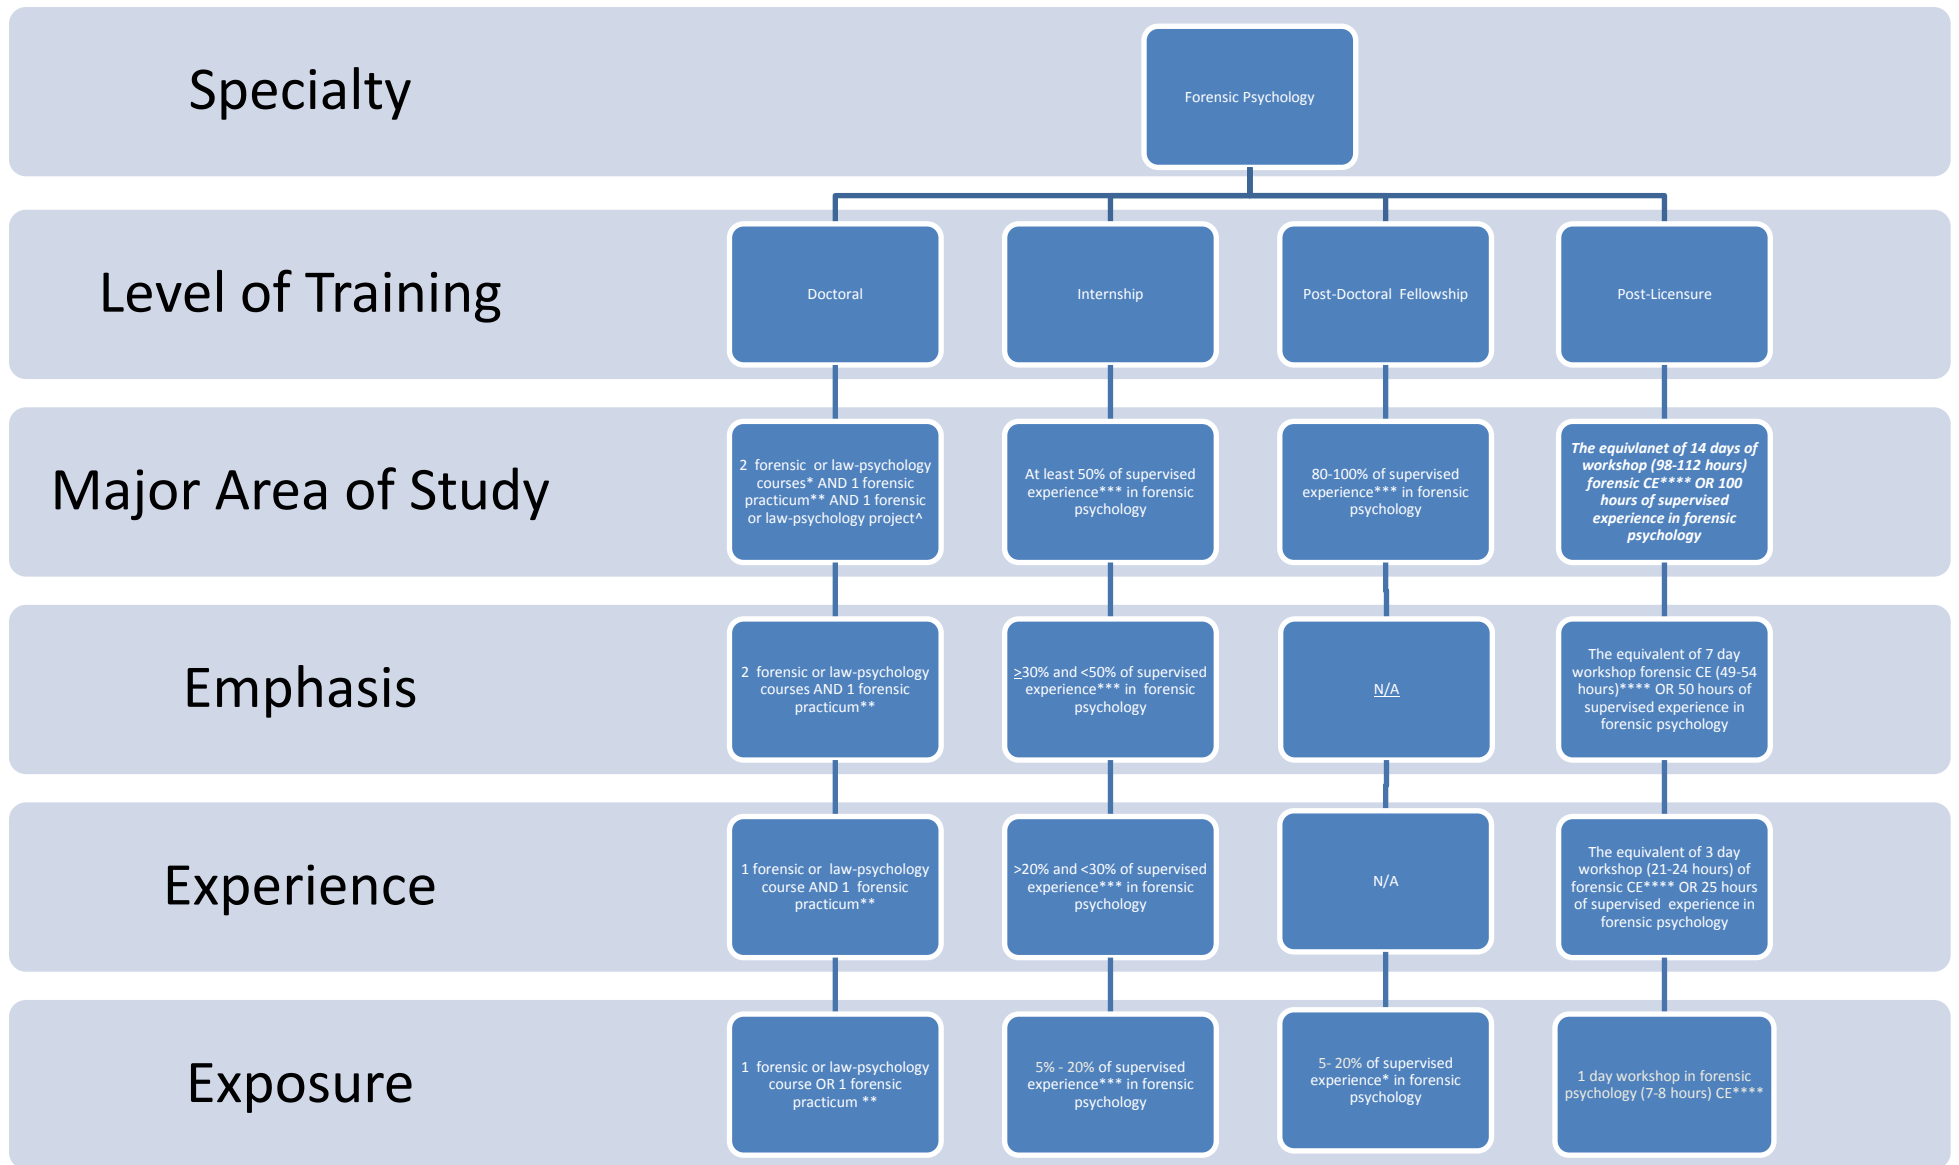 Specialty
Forensic Psychology
Level of Training
Doctoral
Internship
Post-Doctoral Fellowship
Post-Licensure
Major Area of Study
2 forensic or law-psychology
courses* AND 1 forensic
practicum** AND 1 forensic
or law-psychology project^
At least 50% of supervised
experience*** in forensic
psychology
80-100% of supervised
experience*** in forensic
psychology
The equivlanet of 14 days of
workshop (98-112 hours)
forensic CE**** OR 100
hours of supervised
experience in forensic
psychology
Emphasis
2 forensic or law-psychology
courses AND 1 forensic
practicum**
≥30% and <50% of supervised
experience*** in forensic
psychology
N/A
The equivalent of 7 day
workshop forensic CE (49-54
hours)**** OR 50 hours of
supervised experience in
forensic psychology
Experience
1 forensic or law-psychology
course AND 1 forensic
practicum**
>20% and <30% of supervised
experience*** in forensic
psychology
N/A
The equivalent of 3 day
workshop (21-24 hours) of
forensic CE**** OR 25 hours
of supervised experience in
forensic psychology
Exposure
1 forensic or law-psychology
course OR 1 forensic
practicum **
5% - 20% of supervised
experience*** in forensic
psychology
5- 20% of supervised
experience* in forensic
psychology
1 day workshop in forensic
psychology (7-8 hours) CE****